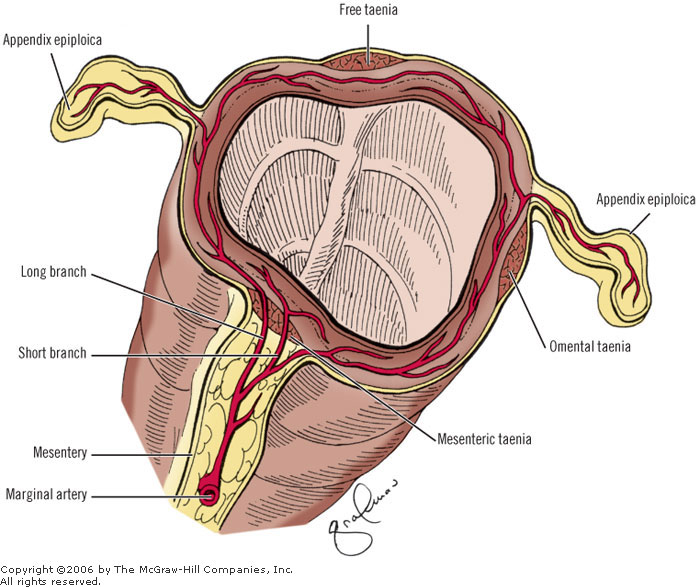 Free taenia
Appendix epiploica
Appendix epiploica
Long branch
Omental taenia
Short branch
Mesenteric taenia
Mesentery
Marginal artery
Copyright ©2006 by The McGraw-Hill Companies, Inc.
All rights reserved.